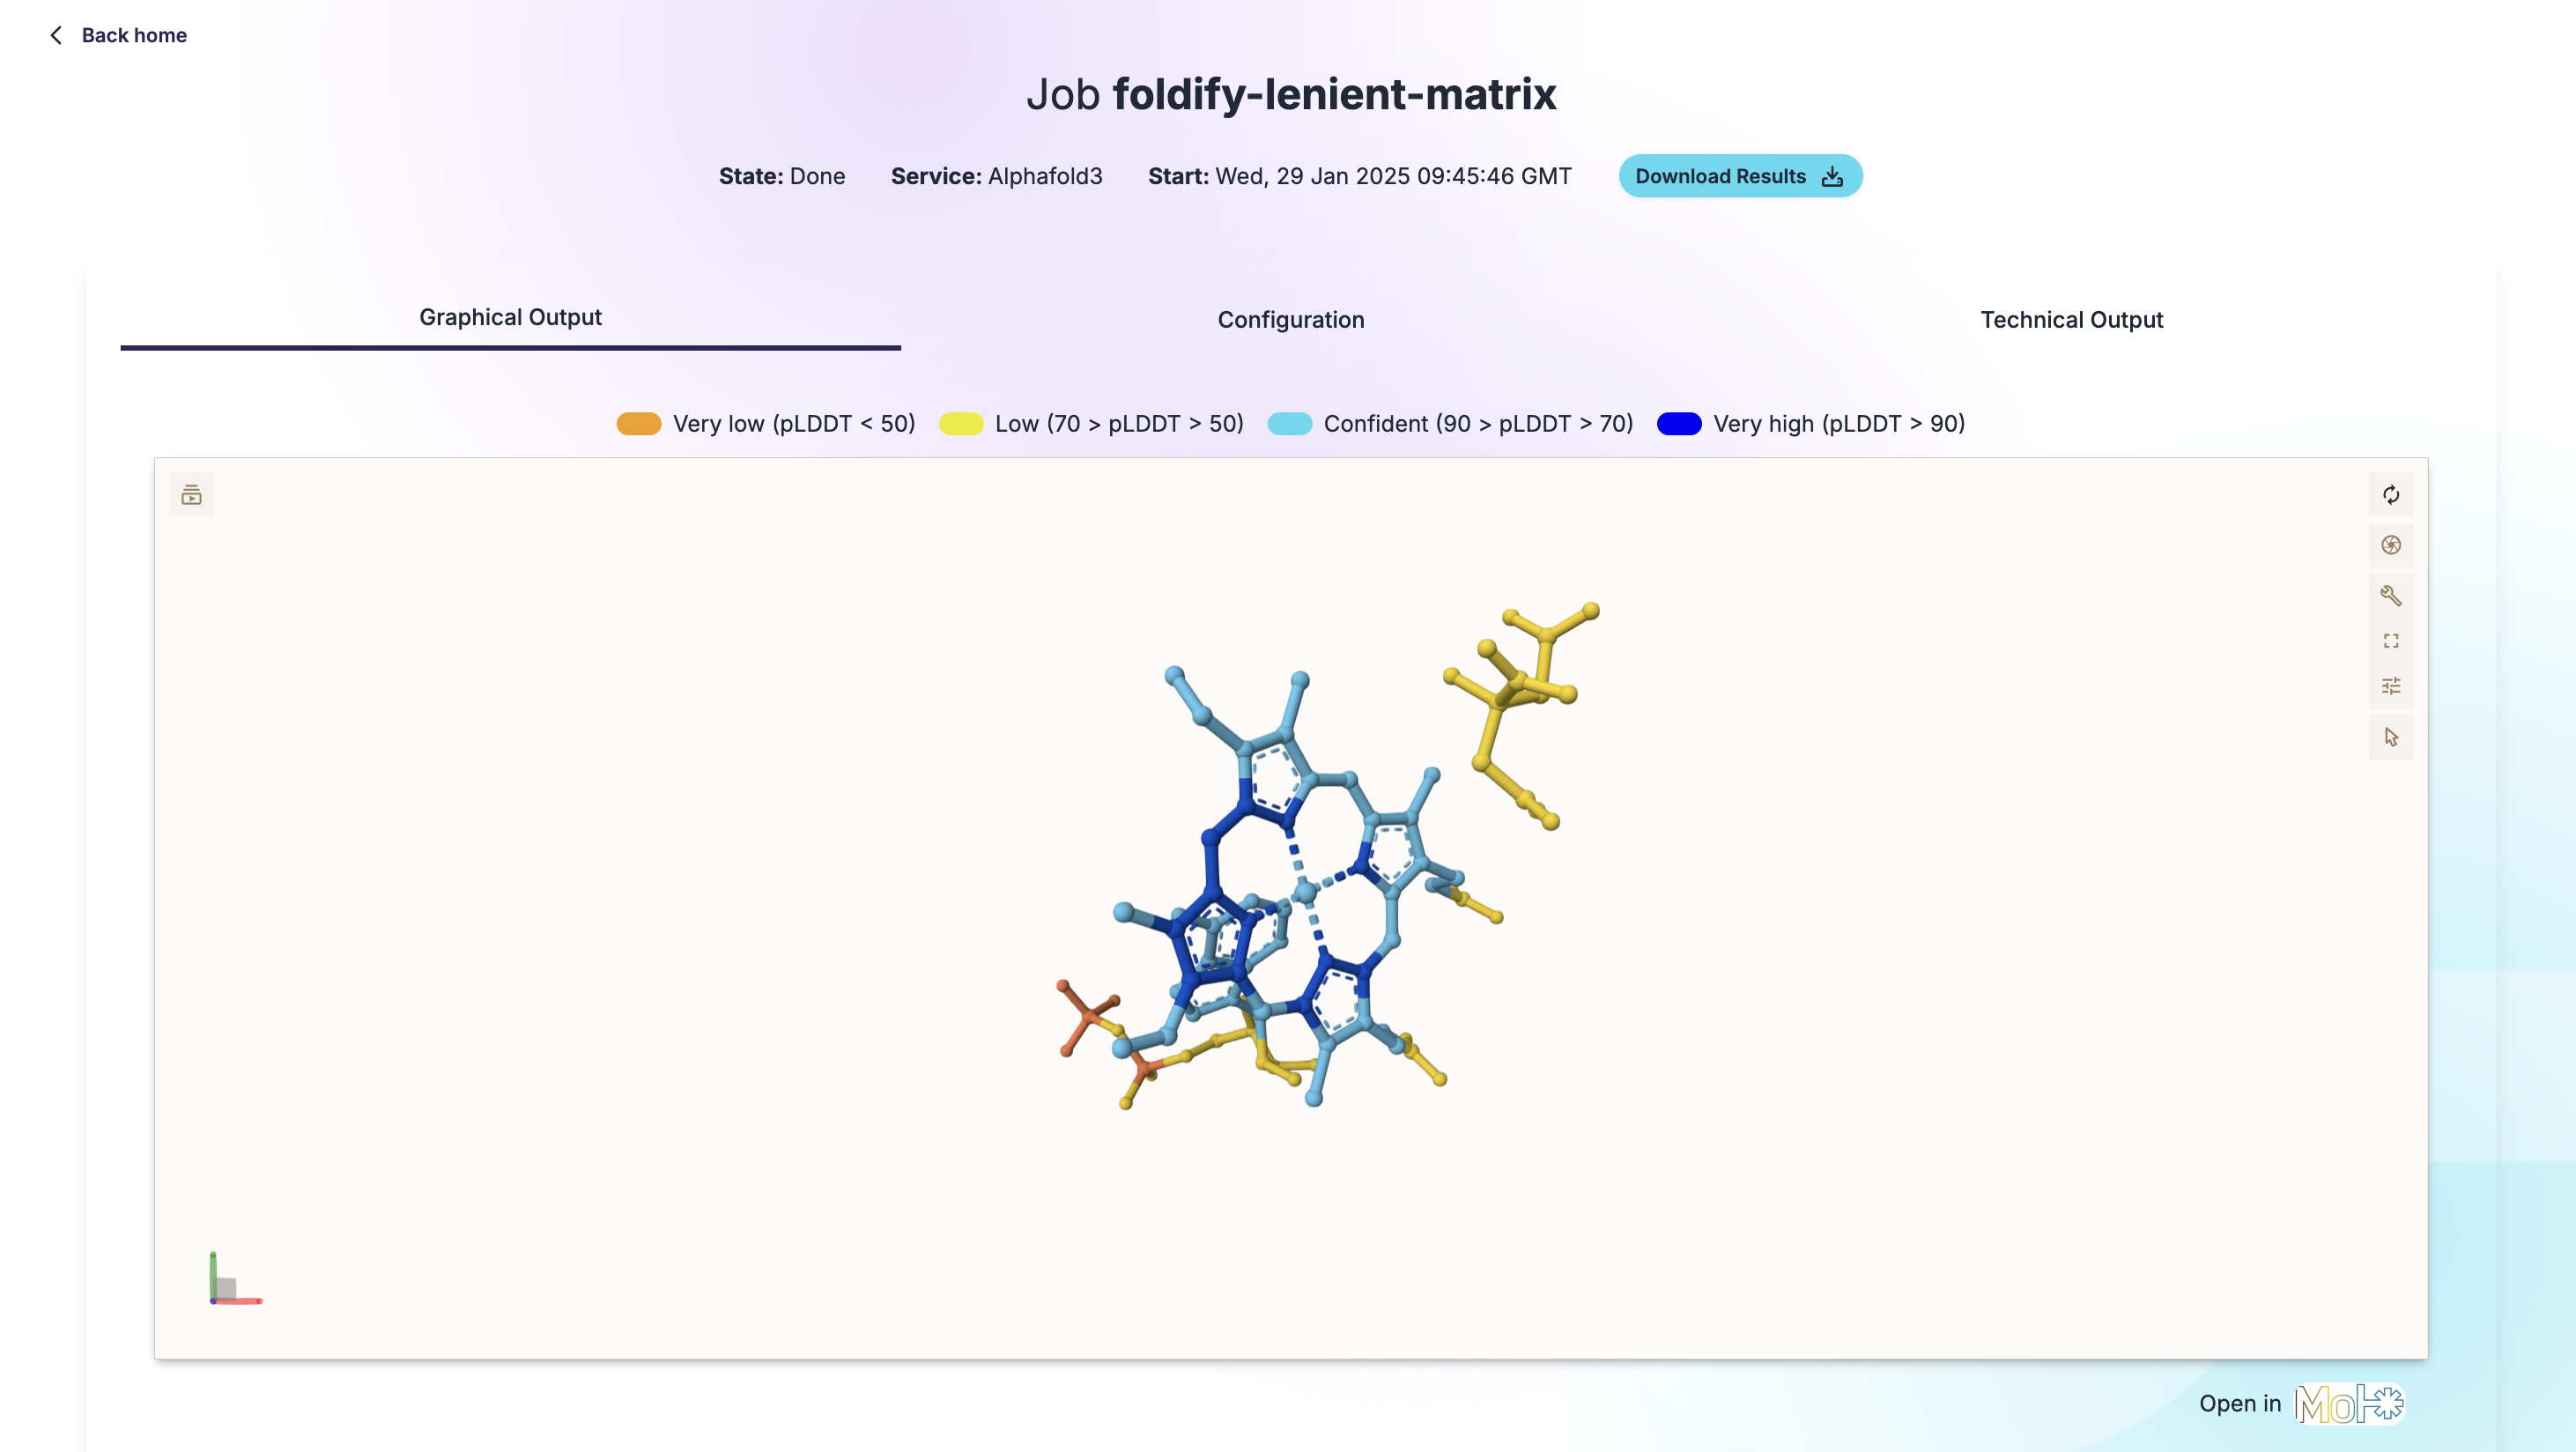 Back home
Job foldify-lenient-matrix
State: Done Service: Alphafold3 Start: Wed, 29 Jan 2025 09:45:46 GMT Download Results
Graphical Output Configuration Technical Output
Very low (pLDDT < 50) Low (70 > pLDDT > 50) Confident (90 > pLDDT > 70) Very high (pLDDT > 90)
Open in Mol*